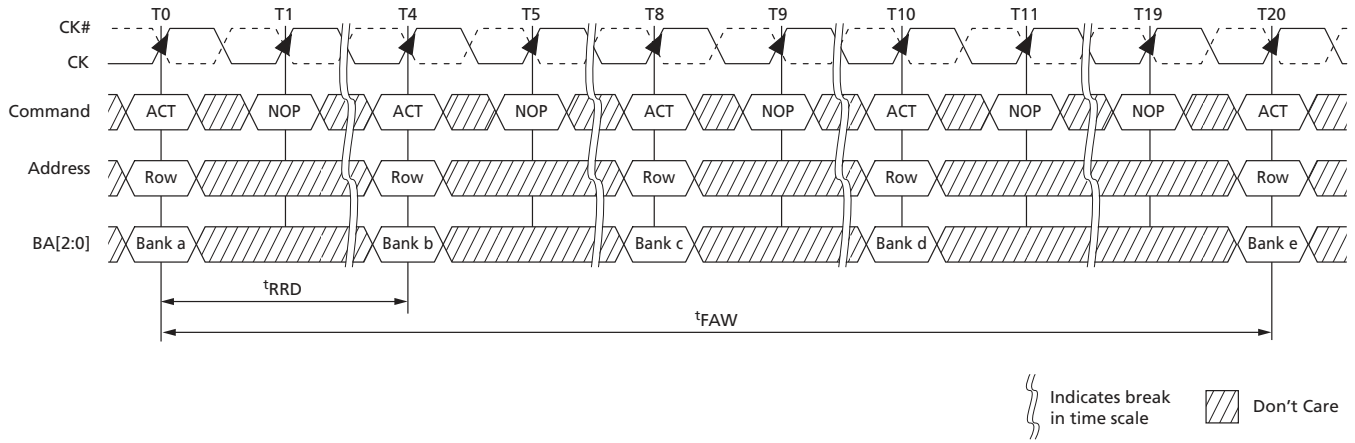 T0 T1 T4 T5 T8 T9 T10 T11 T19 T20
CK#
CK
Command ACT NOP ACT NOP ACT NOP ACT NOP NOP ACT
Address Row Row Row Row Row
BA[2:0] Bank a Bank b Bank c Bank d Bank e
tRRD
tFAW
Indicates break
in time scale
Don't Care